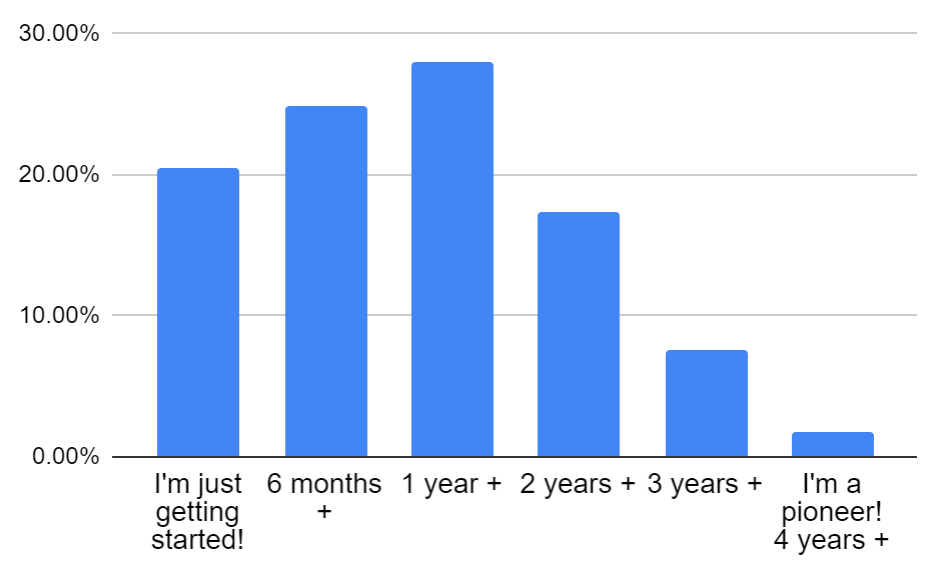 30.00%
20.00%
10.00%
0.00%
I'm just
getting
started!
6 months
+
1 year +
2 years +
3 years +
I'm a
pioneer!
4 years +